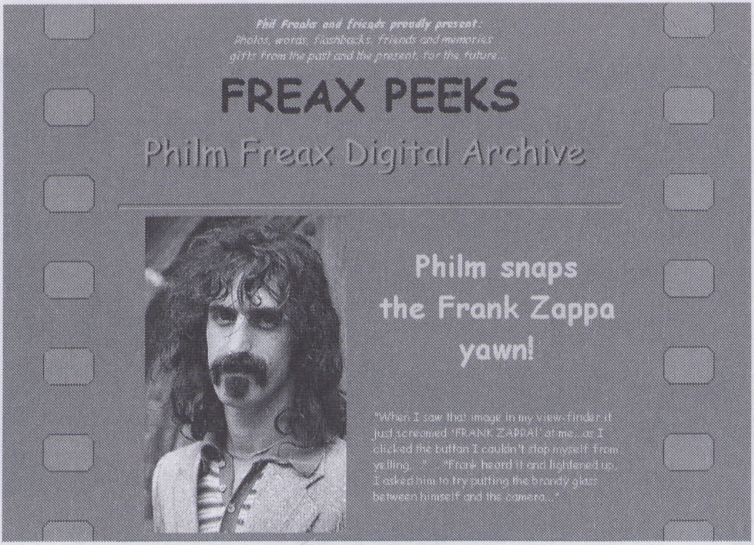 Phil Franks and friends proudly present:
Photos, words, flashbacks, friends and memories
gifts from the past and the present, for the future...
FREAX PEEKS
Philm Freax Digital Archive
Philm snaps
the Frank Zappa
yawn!
"When I saw that image in my view-finder it
just screamed 'FRANK ZAPPA!' at me...as I
clicked the button I couldn't stop myself from
yelling,..." ..."Frank heard it and lightened up,
I asked him to try putting the brandy glass
between himself and the camera..."